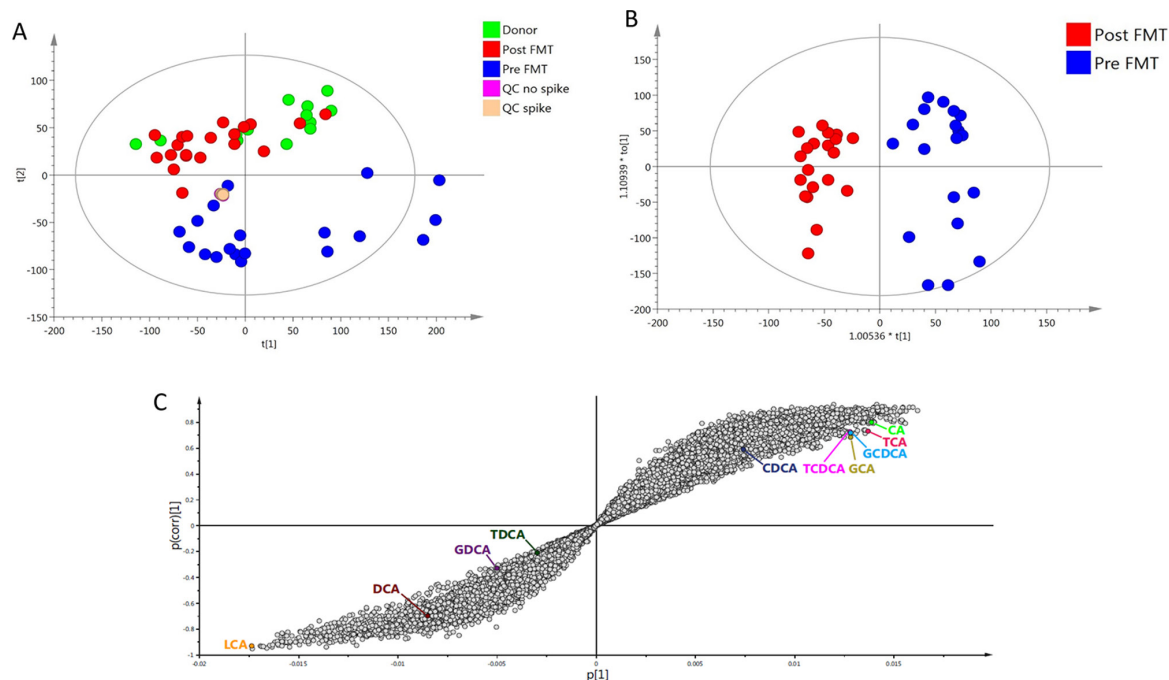 A
Donor
Post FMT
Pre FMT
QC no spike
QC spike
t[2]
100
50
0
-50
-100
-150
-200 -150 -100 -50 0 50 100 150 200
t[1]
B
Post FMT
Pre FMT
1.10939 * to[1]
150
100
50
0
-50
-100
-150
-200
-200 -150 -100 -50 0 50 100 150
1.00536 * t[1]
C
p(corr)[1]
0.8
0.6
0.4
0.2
0
-0.2
-0.4
-0.6
-0.8
-1
CA
TCA
GCDCA
CDCA TCDCA GCA
TDCA
GDCA
DCA
LCA
-0.02 -0.015 -0.01 -0.005 0 0.005 0.01 0.015
p[1]